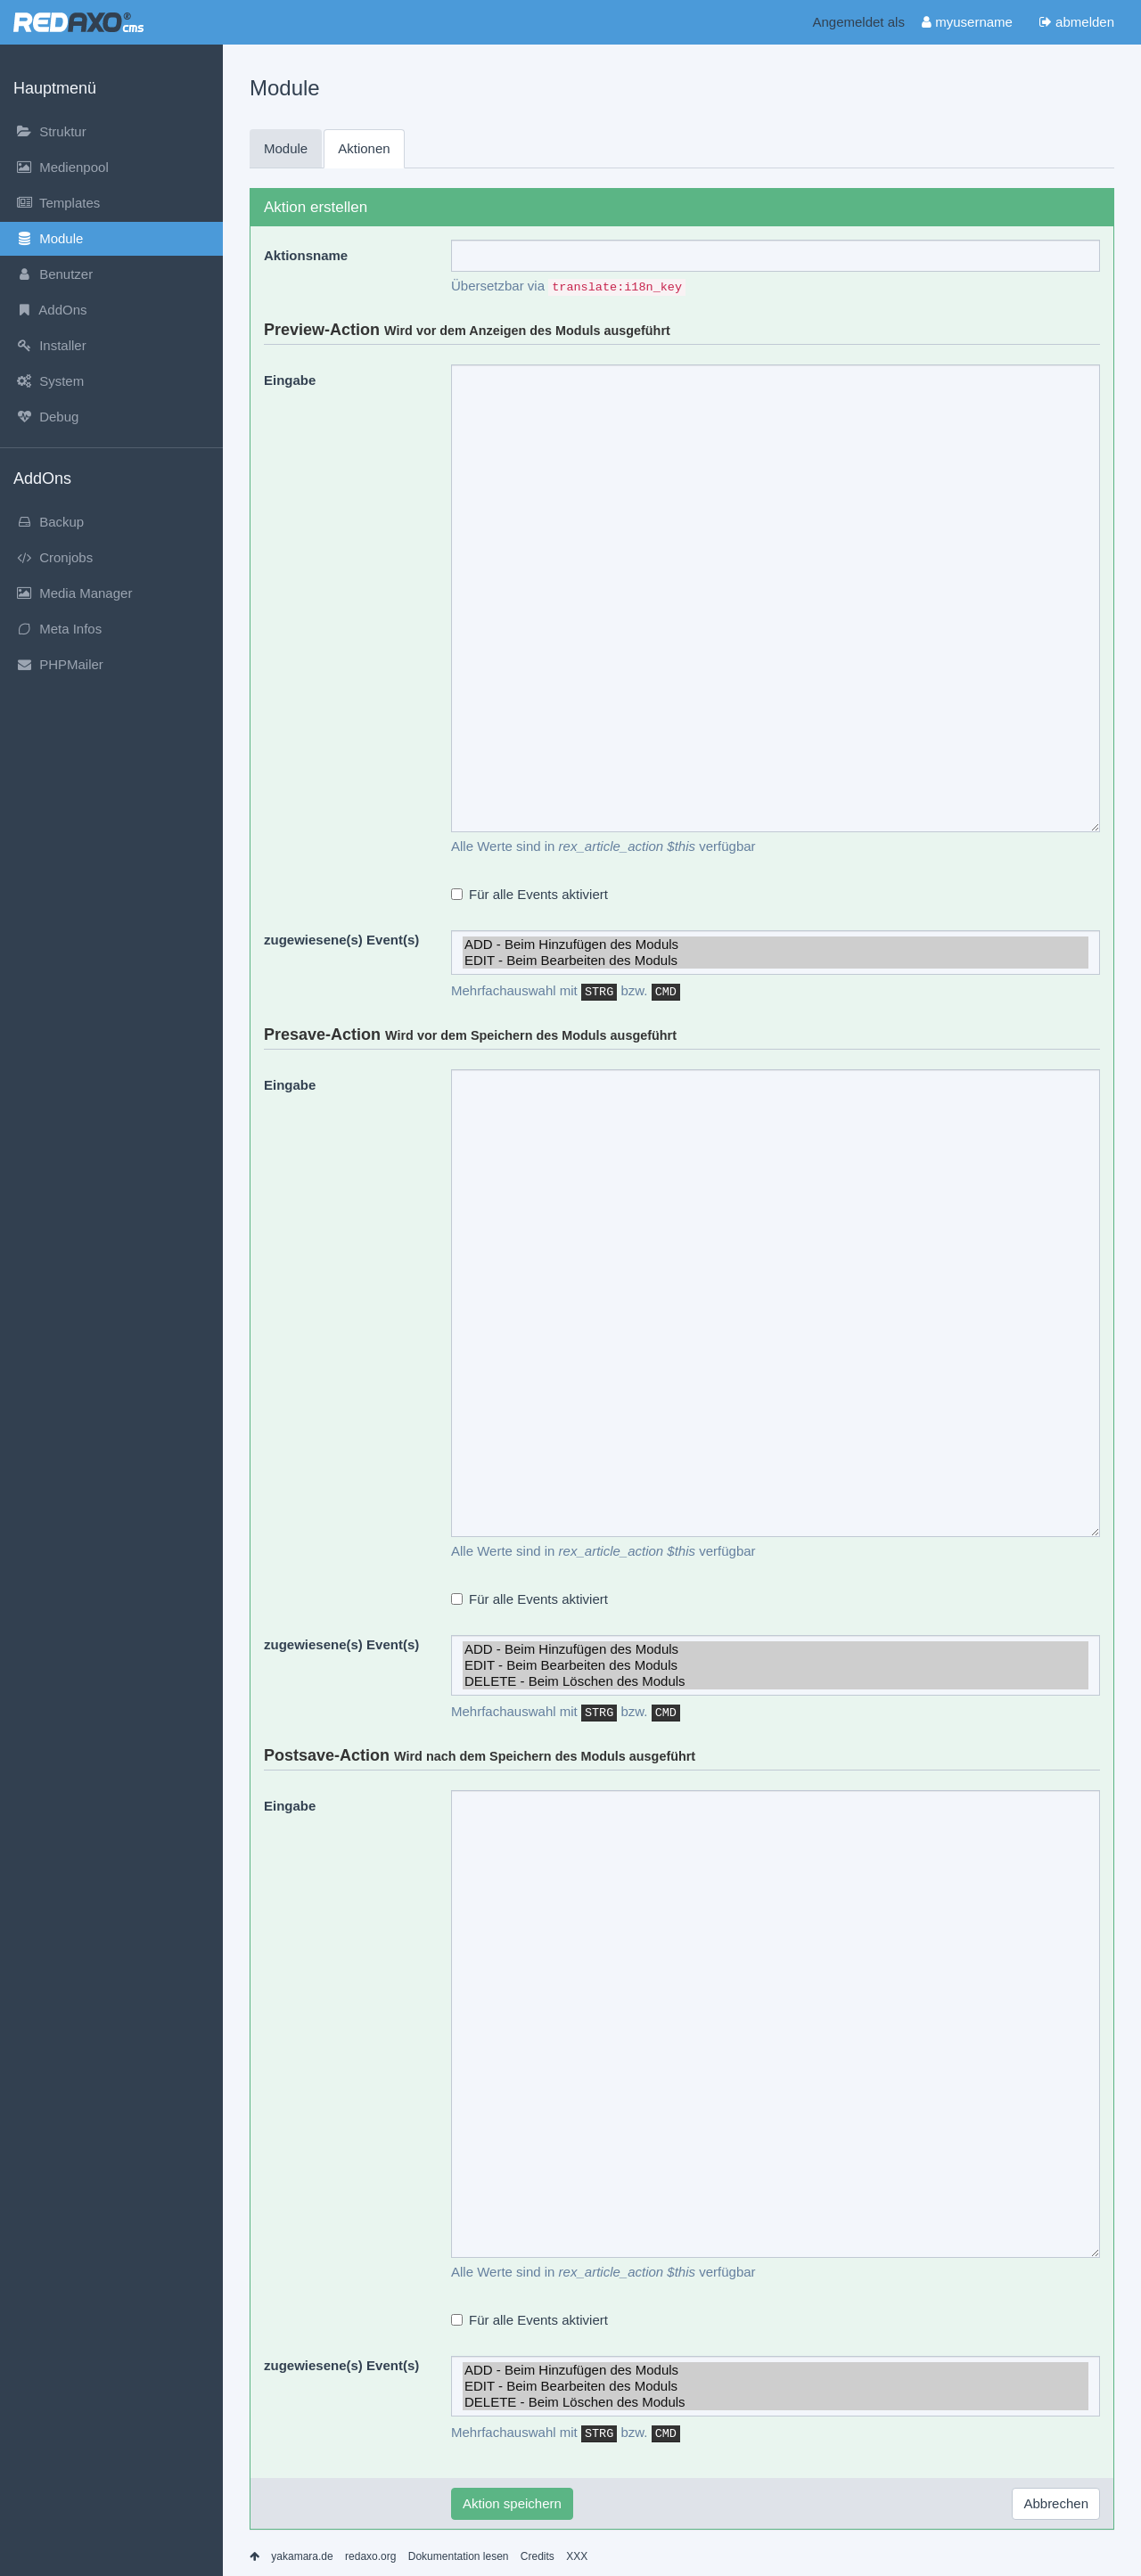 REDAXO® cms
Angemeldet als myusername abmelden
Hauptmenü
Struktur
Medienpool
Templates
Module
Benutzer
AddOns
Installer
System
Debug
AddOns
Backup
Cronjobs
Media Manager
Meta Infos
PHPMailer
Module
Module Aktionen
Aktion erstellen
Aktionsname
Übersetzbar via translate:i18n_key
Preview-Action Wird vor dem Anzeigen des Moduls ausgeführt
Eingabe
Alle Werte sind in rex_article_action $this verfügbar
Für alle Events aktiviert
zugewiesene(s) Event(s)
ADD - Beim Hinzufügen des Moduls
EDIT - Beim Bearbeiten des Moduls
Mehrfachauswahl mit STRG bzw. CMD
Presave-Action Wird vor dem Speichern des Moduls ausgeführt
Eingabe
Alle Werte sind in rex_article_action $this verfügbar
Für alle Events aktiviert
zugewiesene(s) Event(s)
ADD - Beim Hinzufügen des Moduls
EDIT - Beim Bearbeiten des Moduls
DELETE - Beim Löschen des Moduls
Mehrfachauswahl mit STRG bzw. CMD
Postsave-Action Wird nach dem Speichern des Moduls ausgeführt
Eingabe
Alle Werte sind in rex_article_action $this verfügbar
Für alle Events aktiviert
zugewiesene(s) Event(s)
ADD - Beim Hinzufügen des Moduls
EDIT - Beim Bearbeiten des Moduls
DELETE - Beim Löschen des Moduls
Mehrfachauswahl mit STRG bzw. CMD
Aktion speichern Abbrechen
yakamara.de redaxo.org Dokumentation lesen Credits XXX